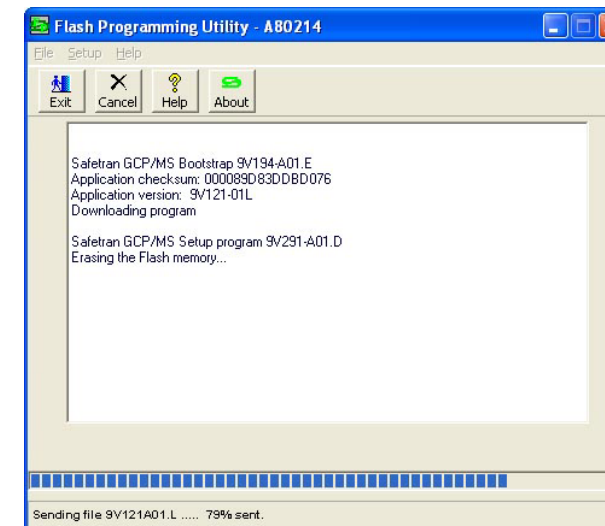 Flash Programming Utility - A80214
File Setup Help
Exit Cancel Help About
Safetran GCP/MS Bootstrap 9V194-A01.E
Application checksum: 000089D83DDBD076
Application version: 9V121-01L
Downloading program
Safetran GCP/MS Setup program 9V291-A01.D
Erasing the Flash memory...
Sending file 9V121A01.L ..... 79% sent.